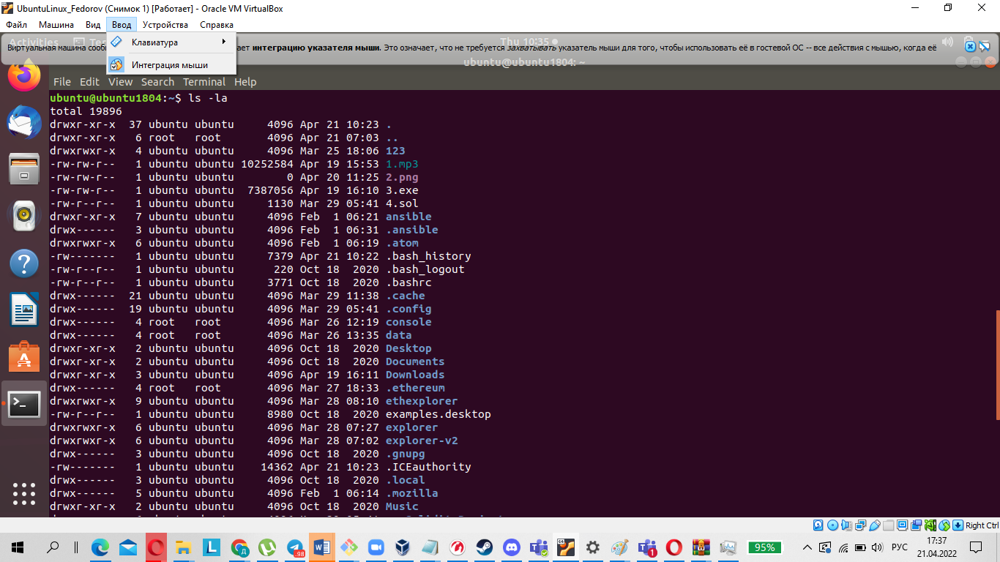 UbuntuLinux_Fedorov (Снимок 1) [Работает] - Oracle VM VirtualBox
Файл Машина Вид Ввод Устройства Справка
Activities Te Thu 10:35
Клавиатура
Виртуальная машина сооб ает интеграцию указателя мыши. Это означает, что не требуется захватывать указатель мыши для того, чтобы использовать её в гостевой ОС -- все действия с мышью, когда её
Интеграция мыши
ubuntu@ubuntu1804: ~
File Edit View Search Terminal Help
ubuntu@ubuntu1804:~$ ls -la
total 19896
drwxr-xr-x 37 ubuntu ubuntu 4096 Apr 21 10:23 .
drwxr-xr-x 6 root root 4096 Apr 21 07:03 ..
drwxrwxr-x 4 ubuntu ubuntu 4096 Mar 25 18:06 123
-rw-rw-r-- 1 ubuntu ubuntu 10252584 Apr 19 15:53 1.mp3
-rw-rw-r-- 1 ubuntu ubuntu 0 Apr 20 11:25 2.png
-rw-rw-r-- 1 ubuntu ubuntu 7387056 Apr 19 16:10 3.exe
-rw-r--r-- 1 ubuntu ubuntu 1130 Mar 29 05:41 4.sol
drwxr-xr-x 7 ubuntu ubuntu 4096 Feb 1 06:21 ansible
drwx------ 3 ubuntu ubuntu 4096 Feb 1 06:31 .ansible
drwxrwxr-x 6 ubuntu ubuntu 4096 Feb 1 06:19 .atom
-rw------- 1 ubuntu ubuntu 7379 Apr 21 10:22 .bash_history
-rw-r--r-- 1 ubuntu ubuntu 220 Oct 18 2020 .bash_logout
-rw-r--r-- 1 ubuntu ubuntu 3771 Oct 18 2020 .bashrc
drwx------ 21 ubuntu ubuntu 4096 Mar 29 11:38 .cache
drwx------ 19 ubuntu ubuntu 4096 Mar 29 05:41 .config
drwx------ 4 root root 4096 Mar 26 12:19 console
drwx------ 4 root root 4096 Mar 26 13:35 data
drwxr-xr-x 2 ubuntu ubuntu 4096 Oct 18 2020 Desktop
drwxr-xr-x 2 ubuntu ubuntu 4096 Oct 18 2020 Documents
drwxr-xr-x 3 ubuntu ubuntu 4096 Apr 19 16:11 Downloads
drwx------ 4 root root 4096 Mar 27 18:33 .ethereum
drwxrwxr-x 9 ubuntu ubuntu 4096 Mar 28 08:10 ethexplorer
-rw-r--r-- 1 ubuntu ubuntu 8980 Oct 18 2020 examples.desktop
drwxrwxr-x 6 ubuntu ubuntu 4096 Mar 28 07:27 explorer
drwxrwxr-x 6 ubuntu ubuntu 4096 Mar 28 07:02 explorer-v2
drwx------ 3 ubuntu ubuntu 4096 Oct 18 2020 .gnupg
-rw------- 1 ubuntu ubuntu 14362 Apr 21 10:23 .ICEauthority
drwx------ 3 ubuntu ubuntu 4096 Oct 18 2020 .local
drwx------ 5 ubuntu ubuntu 4096 Feb 1 06:14 .mozilla
drwxr-xr-x 2 ubuntu ubuntu 4096 Oct 18 2020 Music
Right Ctrl
95% РУС 17:37
21.04.2022